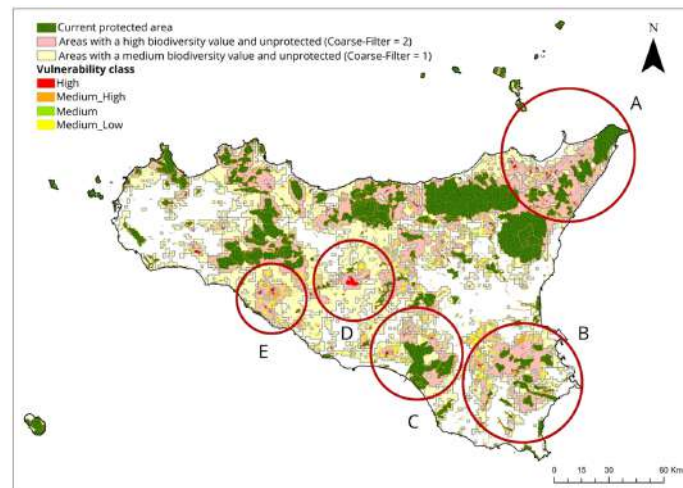 Current protected area
Areas with a high biodiversity value and unprotected (Coarse-Filter = 2)
Areas with a medium biodiversity value and unprotected (Coarse-Filter = 1)
Vulnerability class
High
Medium_High
Medium
Medium_Low
N
A
B
D
E
C
0 15 30 60 Km